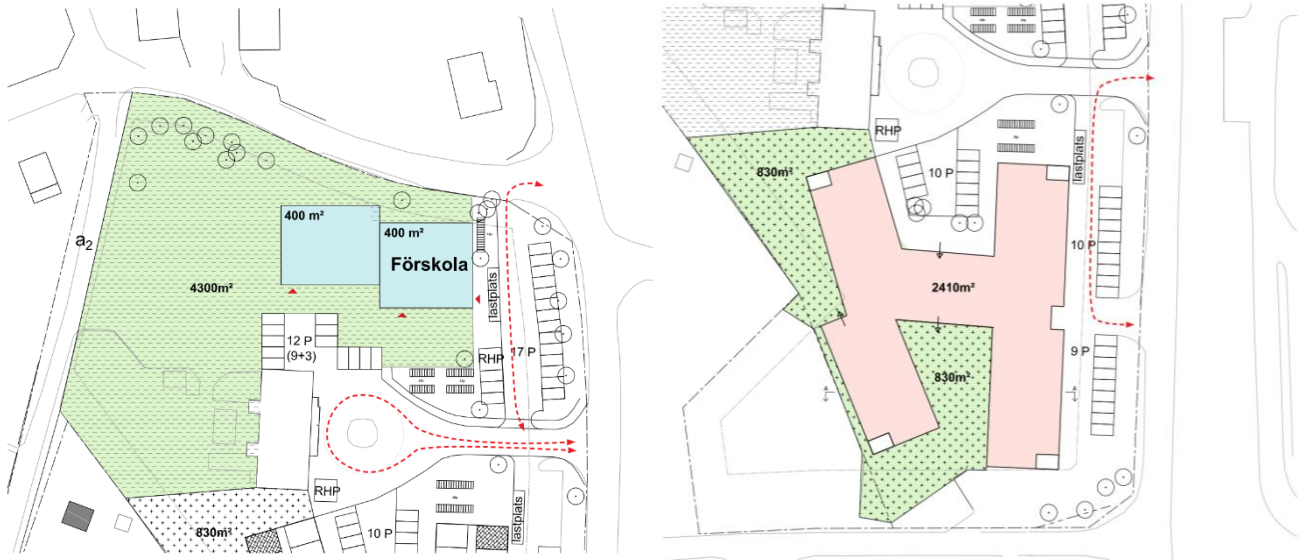 400 m²
400 m²
Förskola
a₂
4300m²
lastplats
12 P
(9+3)
RHP
17 P
RHP
830m²
10 P
lastplats
RHP
830m²
10 P
lastplats
10 P
2410m²
9 P
830m²